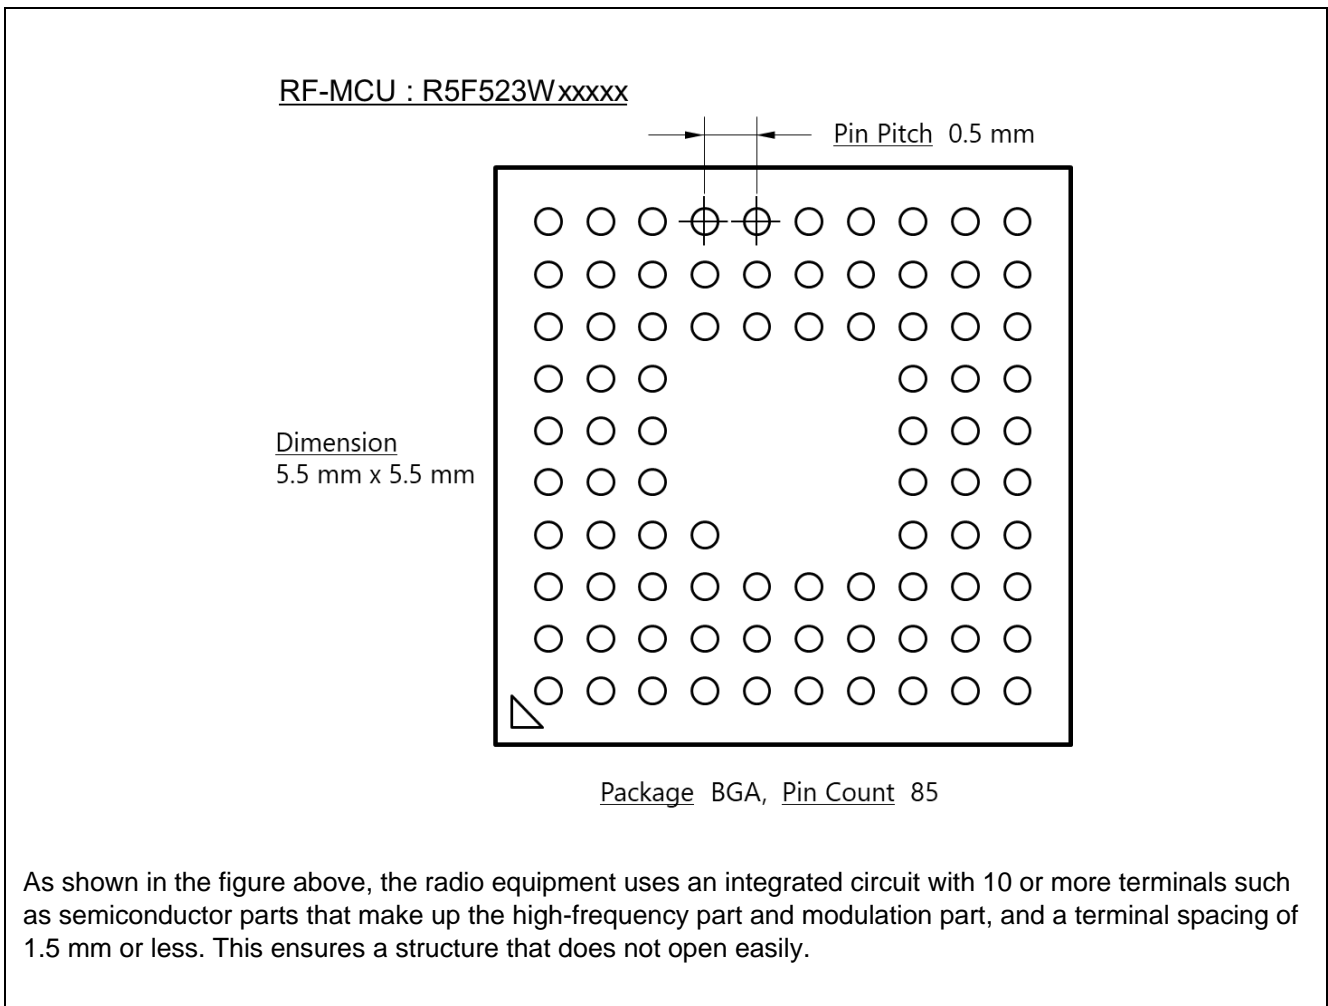 RF-MCU : R5F523Wxxxxx
Pin Pitch 0.5 mm
Dimension
5.5 mm x 5.5 mm
Package BGA, Pin Count 85
As shown in the figure above, the radio equipment uses an integrated circuit with 10 or more terminals such
as semiconductor parts that make up the high-frequency part and modulation part, and a terminal spacing of
1.5 mm or less. This ensures a structure that does not open easily.